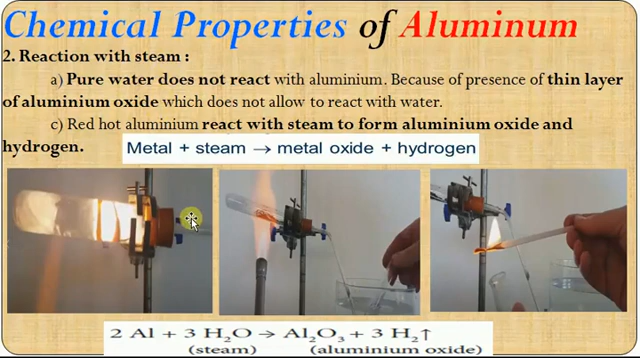 Chemical Properties of Aluminum
2. Reaction with steam :
a) Pure water does not react with aluminium. Because of presence of thin layer
of aluminium oxide which does not allow to react with water.
c) Red hot aluminium react with steam to form aluminium oxide and
hydrogen.
Metal + steam → metal oxide + hydrogen
2 Al + 3 H₂O → Al₂O₃ + 3 H₂↑
(steam) (aluminium oxide)